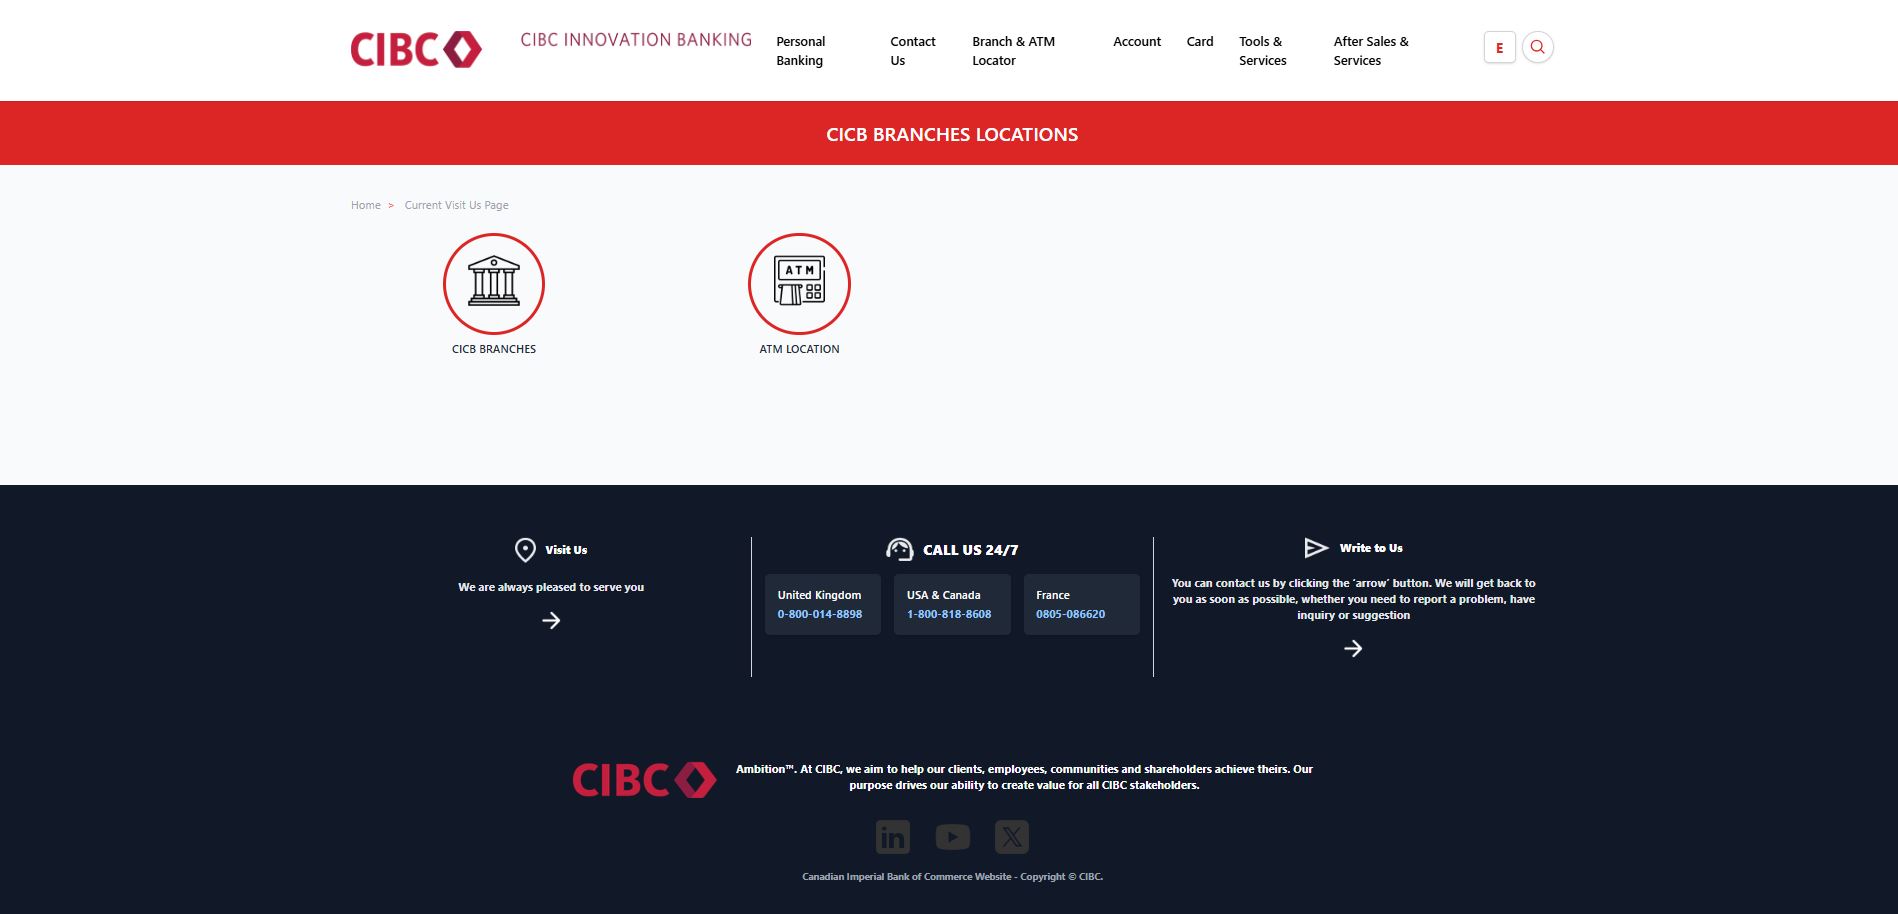 CIBC
CIBC INNOVATION BANKING
Personal
Banking
Contact
Us
Branch & ATM
Locator
Account
Card
Tools &
Services
After Sales &
Services
E
CICB BRANCHES LOCATIONS
Home > Current Visit Us Page
ATM
CICB BRANCHES
ATM LOCATION
Visit Us
We are always pleased to serve you
CALL US 24/7
United Kingdom
0-800-014-8898
USA & Canada
1-800-818-8608
France
0805-086620
Write to Us
You can contact us by clicking the ‘arrow’ button. We will get back to
you as soon as possible, whether you need to report a problem, have
inquiry or suggestion
CIBC
Ambition™. At CIBC, we aim to help our clients, employees, communities and shareholders achieve theirs. Our
purpose drives our ability to create value for all CIBC stakeholders.
in
X
Canadian Imperial Bank of Commerce Website - Copyright © CIBC.